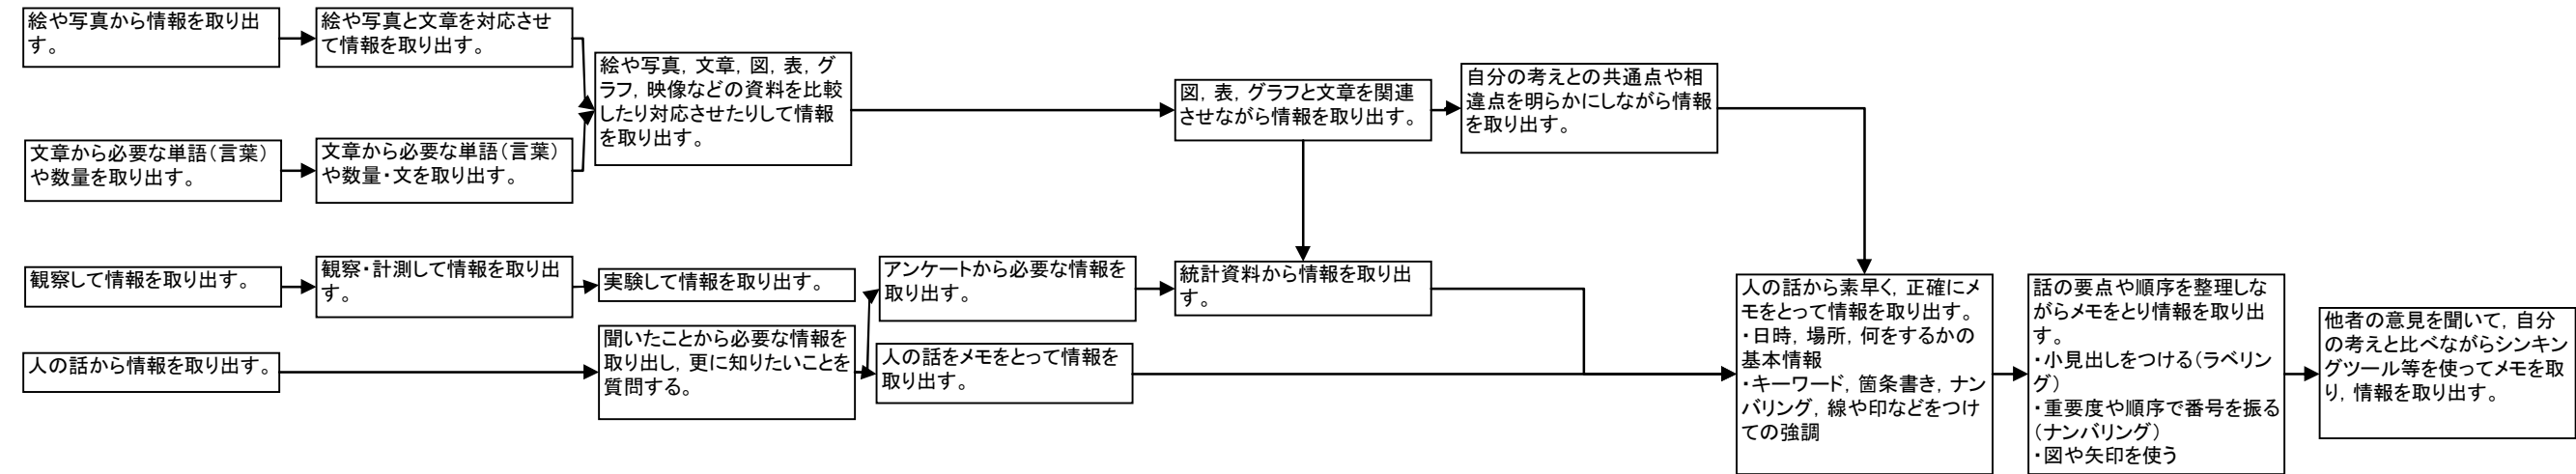 絵や写真から情報を取り出
す。
絵や写真と文章を対応させ
て情報を取り出す。
文章から必要な単語(言葉)
や数量を取り出す。
文章から必要な単語(言葉)
や数量・文を取り出す。
絵や写真, 文章, 図, 表, グ
ラフ, 映像などの資料を比較
したり対応させたりして情報
を取り出す。
図, 表, グラフと文章を関連
させながら情報を取り出す。
自分の考えとの共通点や相
違点を明らかにしながら情報
を取り出す。
観察して情報を取り出す。
観察・計測して情報を取り出
す。
実験して情報を取り出す。
アンケートから必要な情報を
取り出す。
統計資料から情報を取り出
す。
人の話から情報を取り出す。
聞いたことから必要な情報を
取り出し, 更に知りたいことを
質問する。
人の話をメモをとって情報を
取り出す。
人の話から素早く, 正確にメ
モをとって情報を取り出す。
・日時, 場所, 何をするかの
基本情報
・キーワード, 箇条書き, ナン
バリング, 線や印などをつけ
ての強調
話の要点や順序を整理しな
がらメモをとり情報を取り出
す。
・小見出しをつける(ラベリン
グ)
・重要度や順序で番号を振る
(ナンバリング)
・図や矢印を使う
他者の意見を聞いて, 自分
の考えと比べながらシンキン
グツール等を使ってメモを取
り, 情報を取り出す。